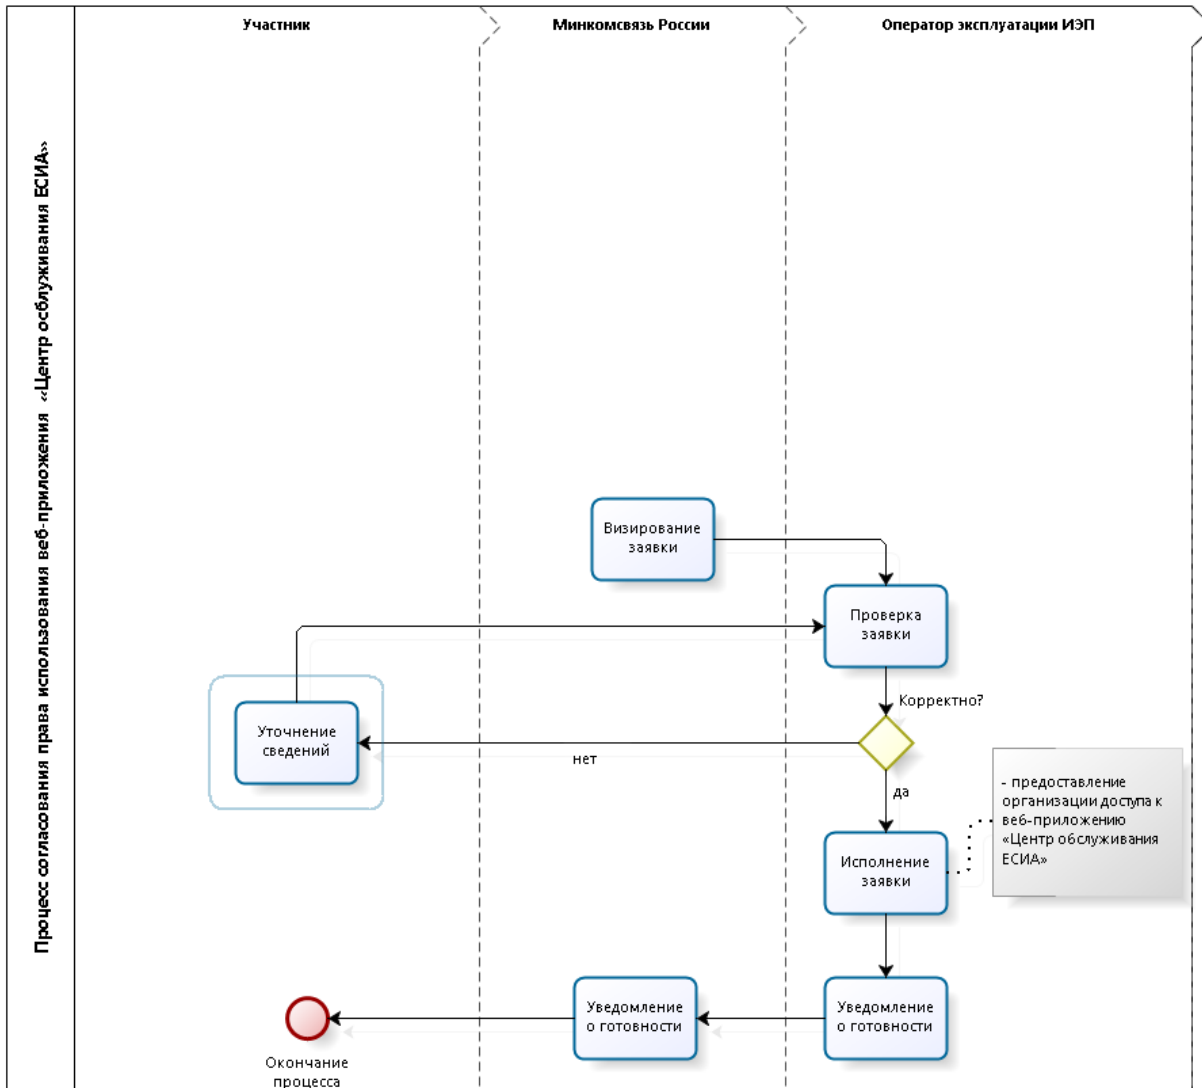 Участник
Минкомсвязь России
Оператор эксплуатации ИЭП
Процесс согласования права использования веб-приложения «Центр осблуживания ЕСИА»
Визирование
заявки
Проверка
заявки
Корректно?
Уточнение
сведений
нет
да
- предоставление
организации доступа к
веб-приложению
«Центр обслуживания
ЕСИА»
Исполнение
заявки
Уведомление
о готовности
Уведомление
о готовности
Окончание
процесса